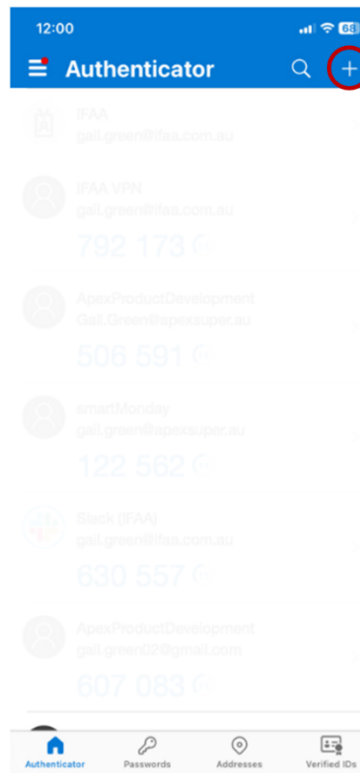 12:00
68
Authenticator
IFAA
gail.green@ifaa.com.au
IFAA VPN
gail.green@ifaa.com.au
792 173
ApexProductDevelopment
Gail.Green@apexsuper.au
506 591
smartMonday
gail.green@apexsuper.au
122 562
Slack (IFAA)
gail.green@ifaa.com.au
630 557
ApexProductDevelopment
gail.green02@gmail.com
607 083
Authenticator Passwords Addresses Verified IDs